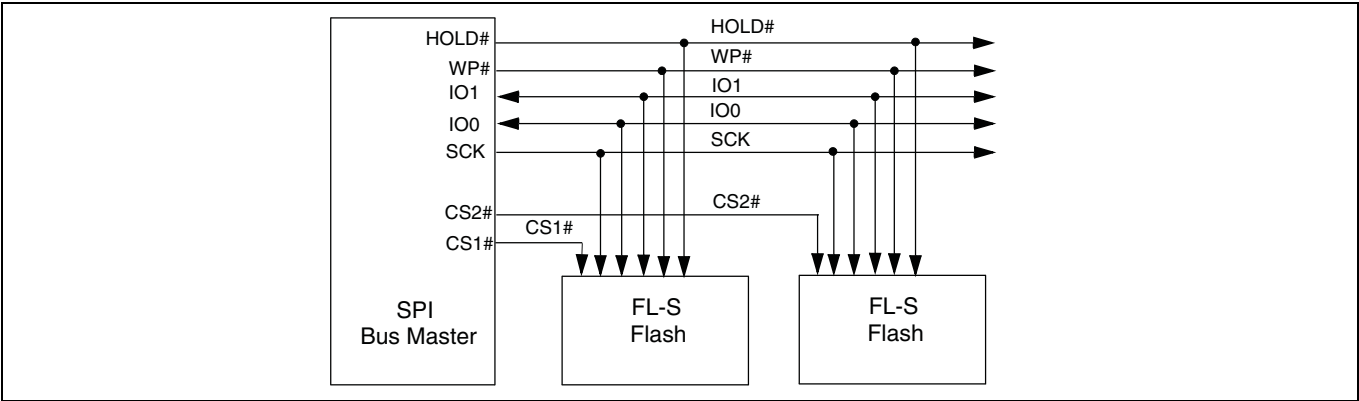 HOLD#
HOLD#
WP#
WP#
IO1
IO1
IO0
IO0
SCK
SCK
CS2#
CS2#
CS1#
CS1#
SPI
Bus Master
FL-S
Flash
FL-S
Flash